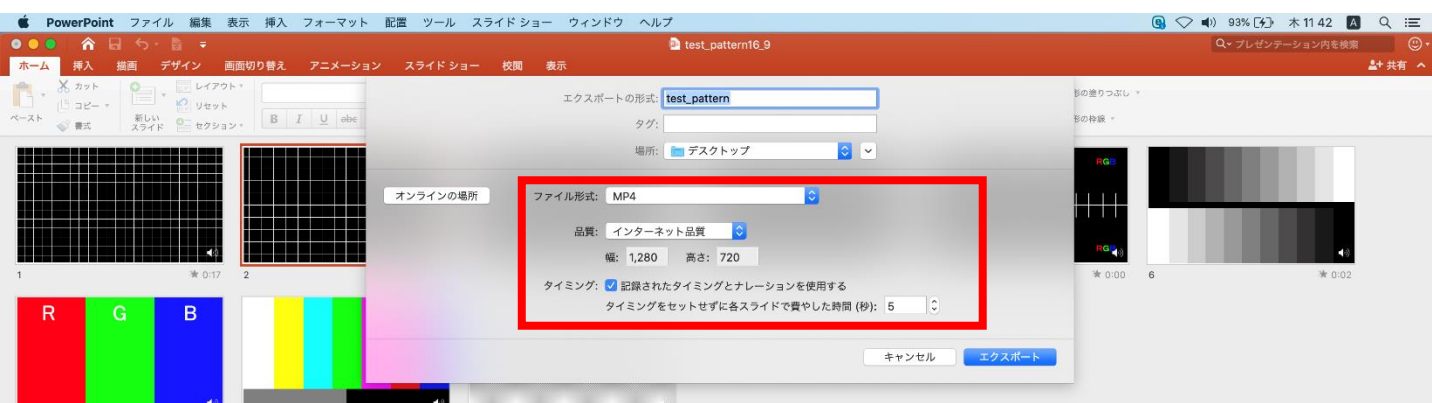 PowerPoint ファイル 編集 表示 挿入 フォーマット 配置 ツール スライド ショー ウィンドウ ヘルプ 93% 木 11 42 A
test_pattern16_9 プレゼンテーション内を検索
ホーム 挿入 描画 デザイン 画面切り替え アニメーション スライド ショー 校閲 表示 共有
ペースト
カット
コピー
書式
新しい
スライド
レイアウト
リセット
セクション
B I U abc
形の塗りつぶし
形の枠線
エクスポートの形式: test_pattern
タグ:
場所: デスクトップ
オンラインの場所
ファイル形式: MP4
品質: インターネット品質
幅: 1,280 高さ: 720
タイミング: 記録されたタイミングとナレーションを使用する
タイミングをセットせずに各スライドで費やした時間 (秒): 5
キャンセル エクスポート
RGB
RG
1 0:17 2 0:00 6 0:02
R G B